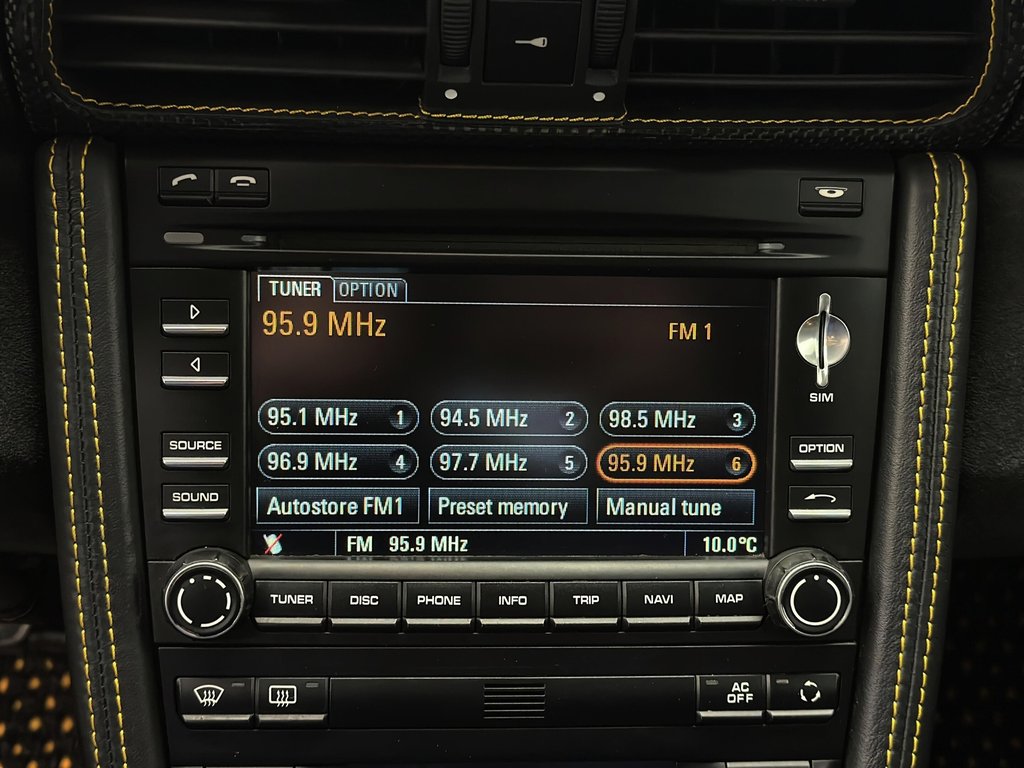 TUNER OPTION
95.9 MHz FM 1
95.1 MHz 1 94.5 MHz 2 98.5 MHz 3
SIM
SOURCE 96.9 MHz 4 97.7 MHz 5 95.9 MHz 6 OPTION
SOUND Autostore FM1 Preset memory Manual tune
FM 95.9 MHz 10.0°C
TUNER DISC PHONE INFO TRIP NAVI MAP
AC
OFF